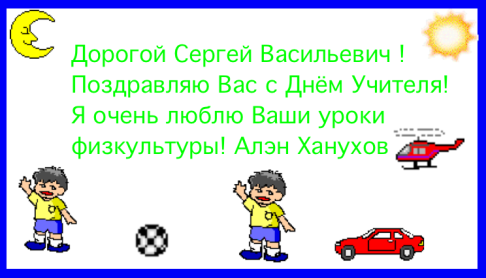 Дорогой Сергей Васильевич !
Поздравляю Вас с Днём Учителя!
Я очень люблю Ваши уроки
физкультуры! Алэн Ханухов